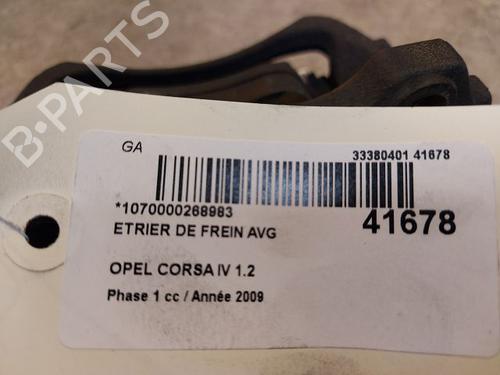 B-PARTS
GA
33380401 41678
*1070000268983
41678
ETRIER DE FREIN AVG
OPEL CORSA IV 1.2
Phase 1 cc / Année 2009